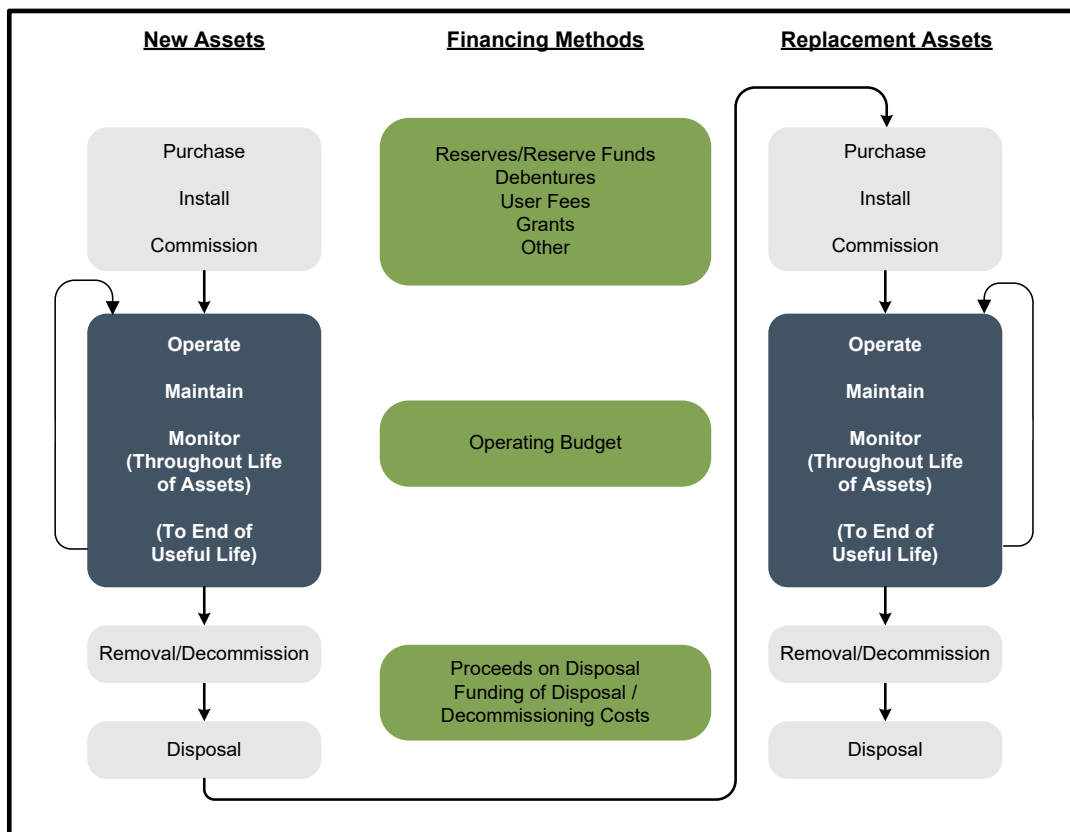 New Assets
Financing Methods
Replacement Assets
Purchase
Install
Commission
Operate
Maintain
Monitor
(Throughout Life
of Assets)
(To End of
Useful Life)
Removal/Decommission
Disposal
Reserves/Reserve Funds
Debentures
User Fees
Grants
Other
Operating Budget
Proceeds on Disposal
Funding of Disposal /
Decommissioning Costs
Purchase
Install
Commission
Operate
Maintain
Monitor
(Throughout Life
of Assets)
(To End of
Useful Life)
Removal/Decommission
Disposal